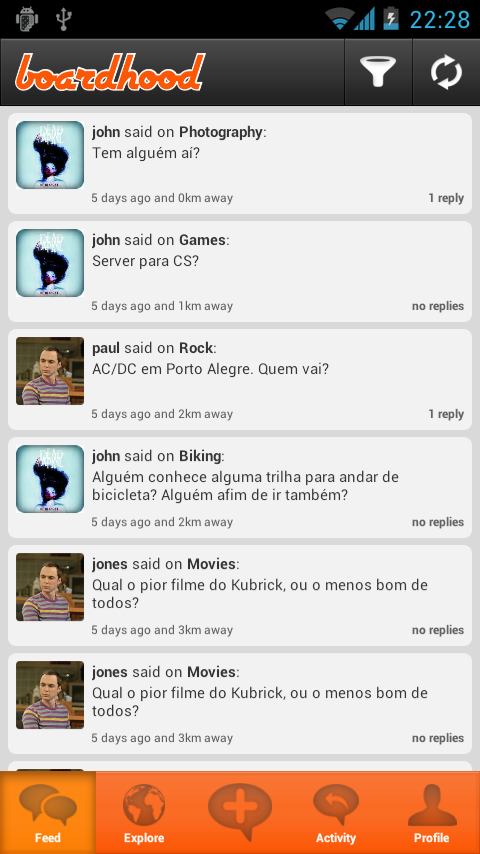 22:28
boardhood
john said on Photography:
Tem alguém aí?
5 days ago and 0km away 1 reply
john said on Games:
Server para CS?
5 days ago and 1km away no replies
paul said on Rock:
AC/DC em Porto Alegre. Quem vai?
5 days ago and 2km away 1 reply
john said on Biking:
Alguém conhece alguma trilha para andar de
bicicleta? Alguém afim de ir também?
5 days ago and 2km away no replies
jones said on Movies:
Qual o pior filme do Kubrick, ou o menos bom de
todos?
5 days ago and 3km away no replies
jones said on Movies:
Qual o pior filme do Kubrick, ou o menos bom de
todos?
5 days ago and 3km away no replies
Feed Explore Activity Profile